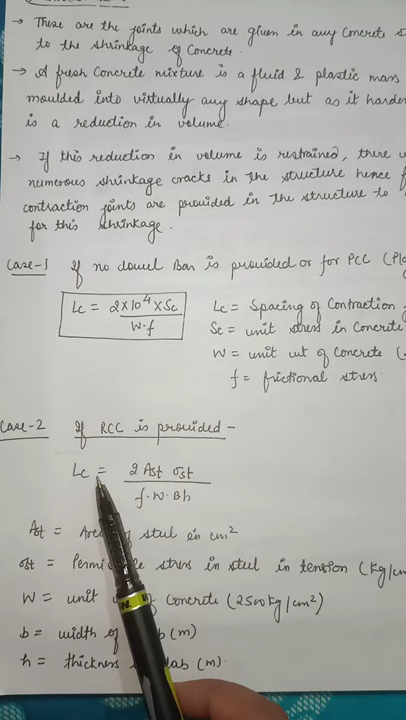 → These are the joints which are given in any Concrete
to the shrinkage of Concrete.
→ A fresh Concrete mixture is a fluid & plastic mass
moulded into virtually any shape but as it harden
is a reduction in volume.
→ If this reduction in volume is restrained, there
numerous shrinkage cracks in the structure hence
contraction joints are provided in the structure to
for this shrinkage.
Case-1 If no dowel Bar is provided or for PCC (Pla
Lc = 2×10⁴ × Sc / W.f
Lc = Spacing of Contraction
Sc = unit stress in Concrete
W = unit wt of Concrete (
f = frictional stress
Case-2 If RCC is provided -
Lc = 2 Ast σst / f.W.Bh
Ast = Area steel in cm²
σst = stress in steel in tension (kg/cm
W = unit of Concrete (2500kg/cm²)
b = width of (m)
h = thickness (m)